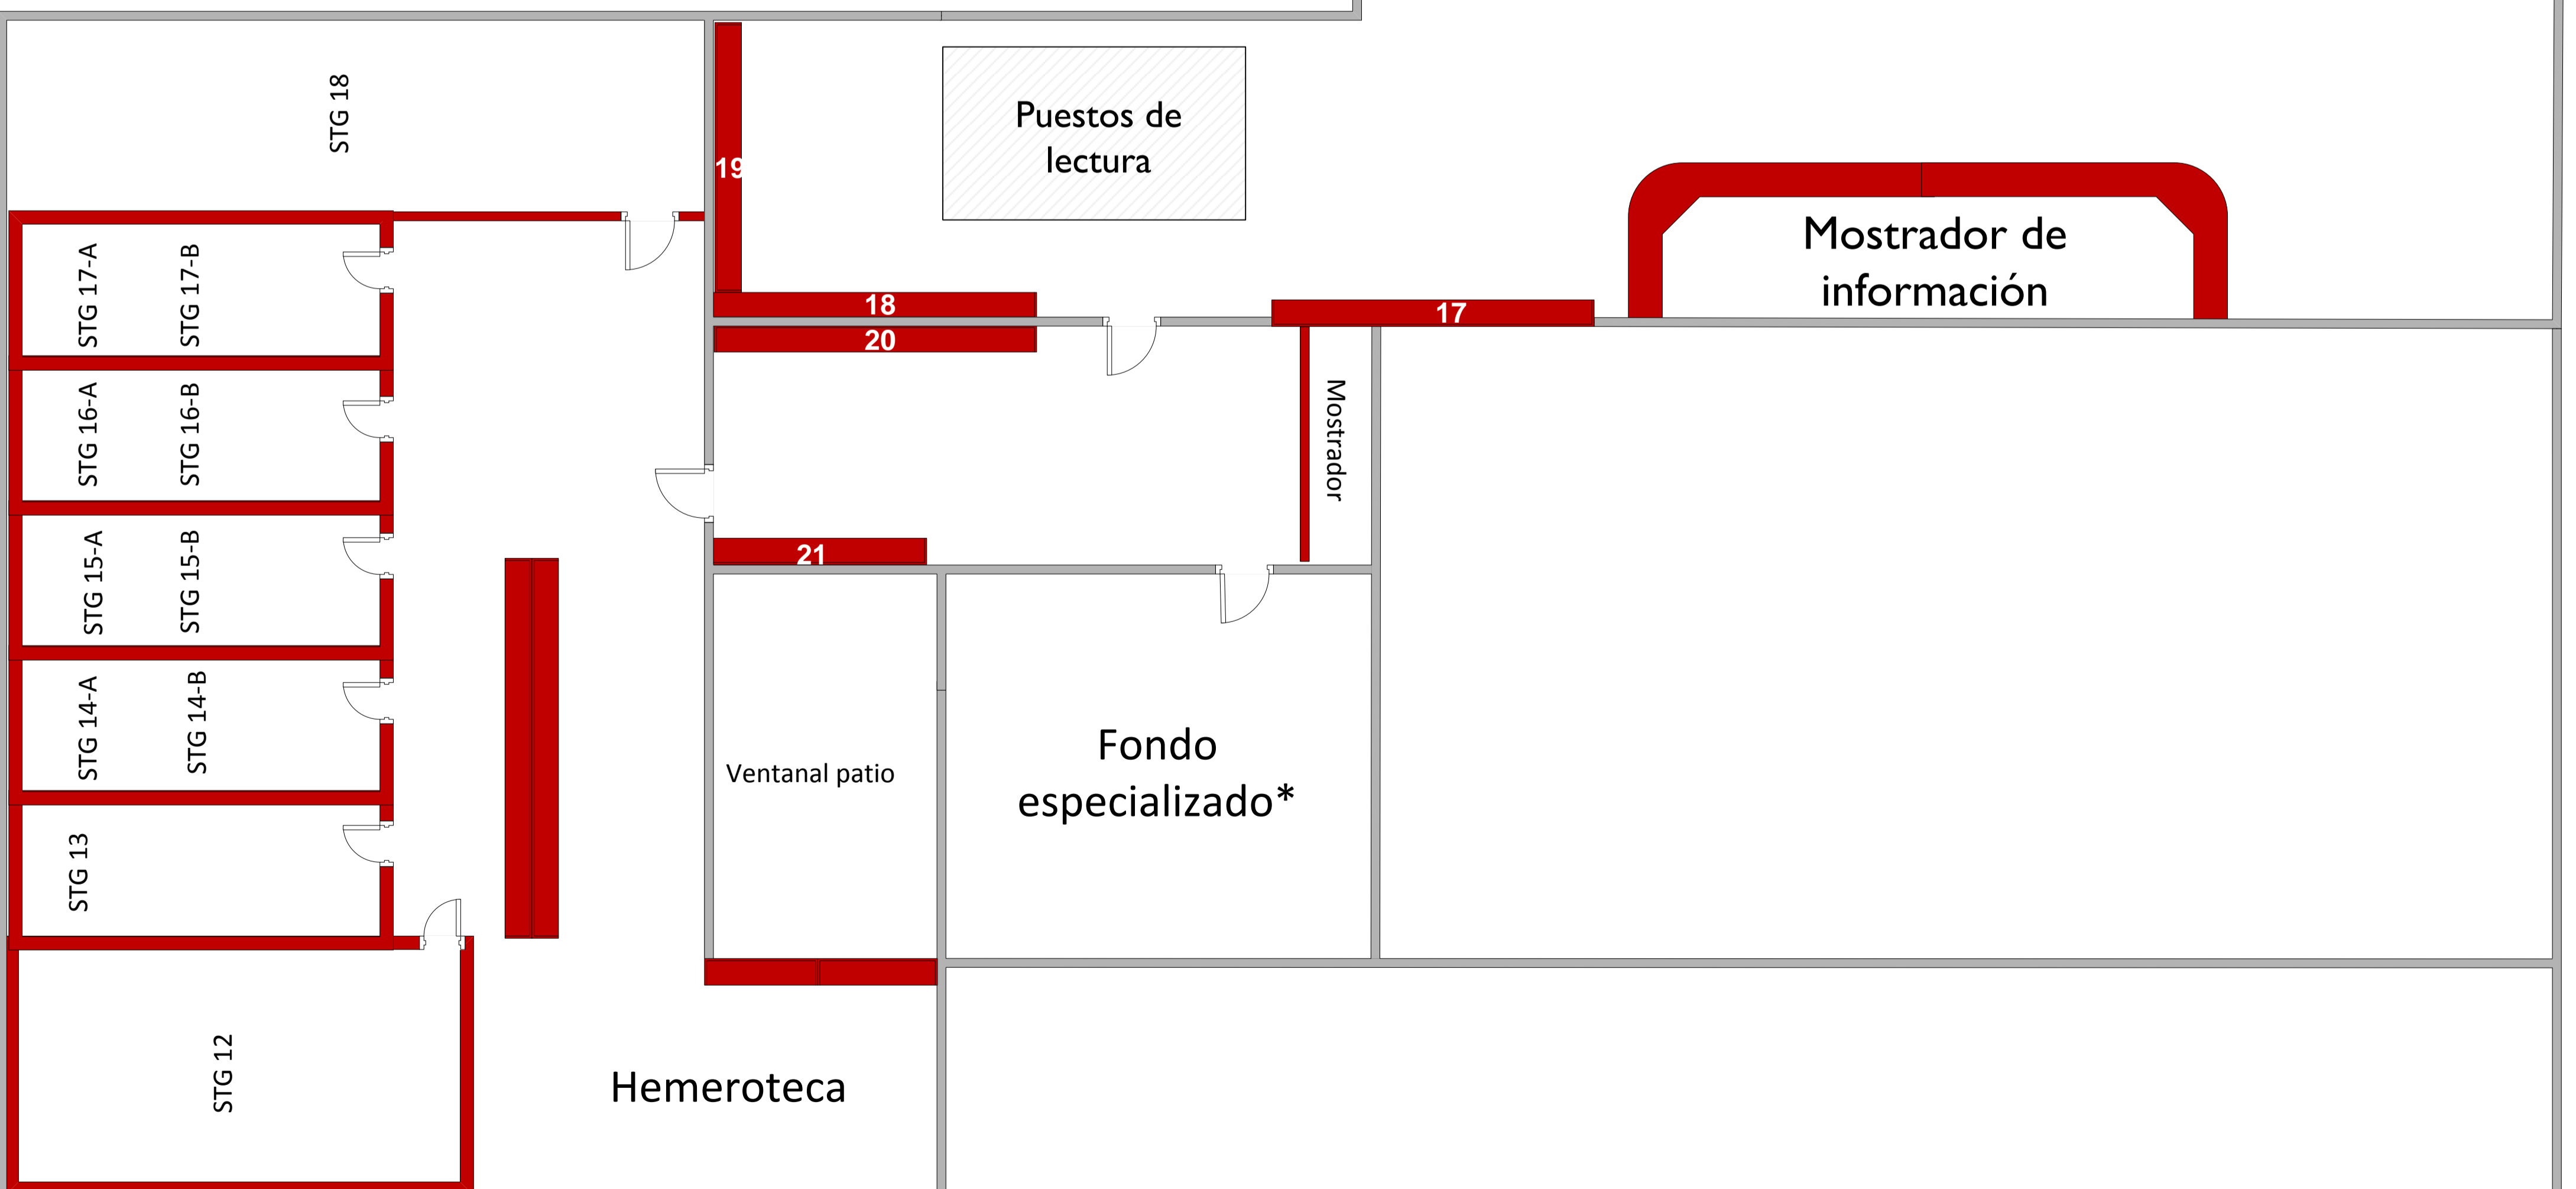 STG 18
Puestos de
lectura
19
Mostrador de
información
STG 17-A
STG 17-B
18
17
20
STG 16-A
STG 16-B
Mostrador
STG 15-A
STG 15-B
21
STG 14-A
STG 14-B
Ventanal patio
Fondo
especializado*
STG 13
STG 12
Hemeroteca